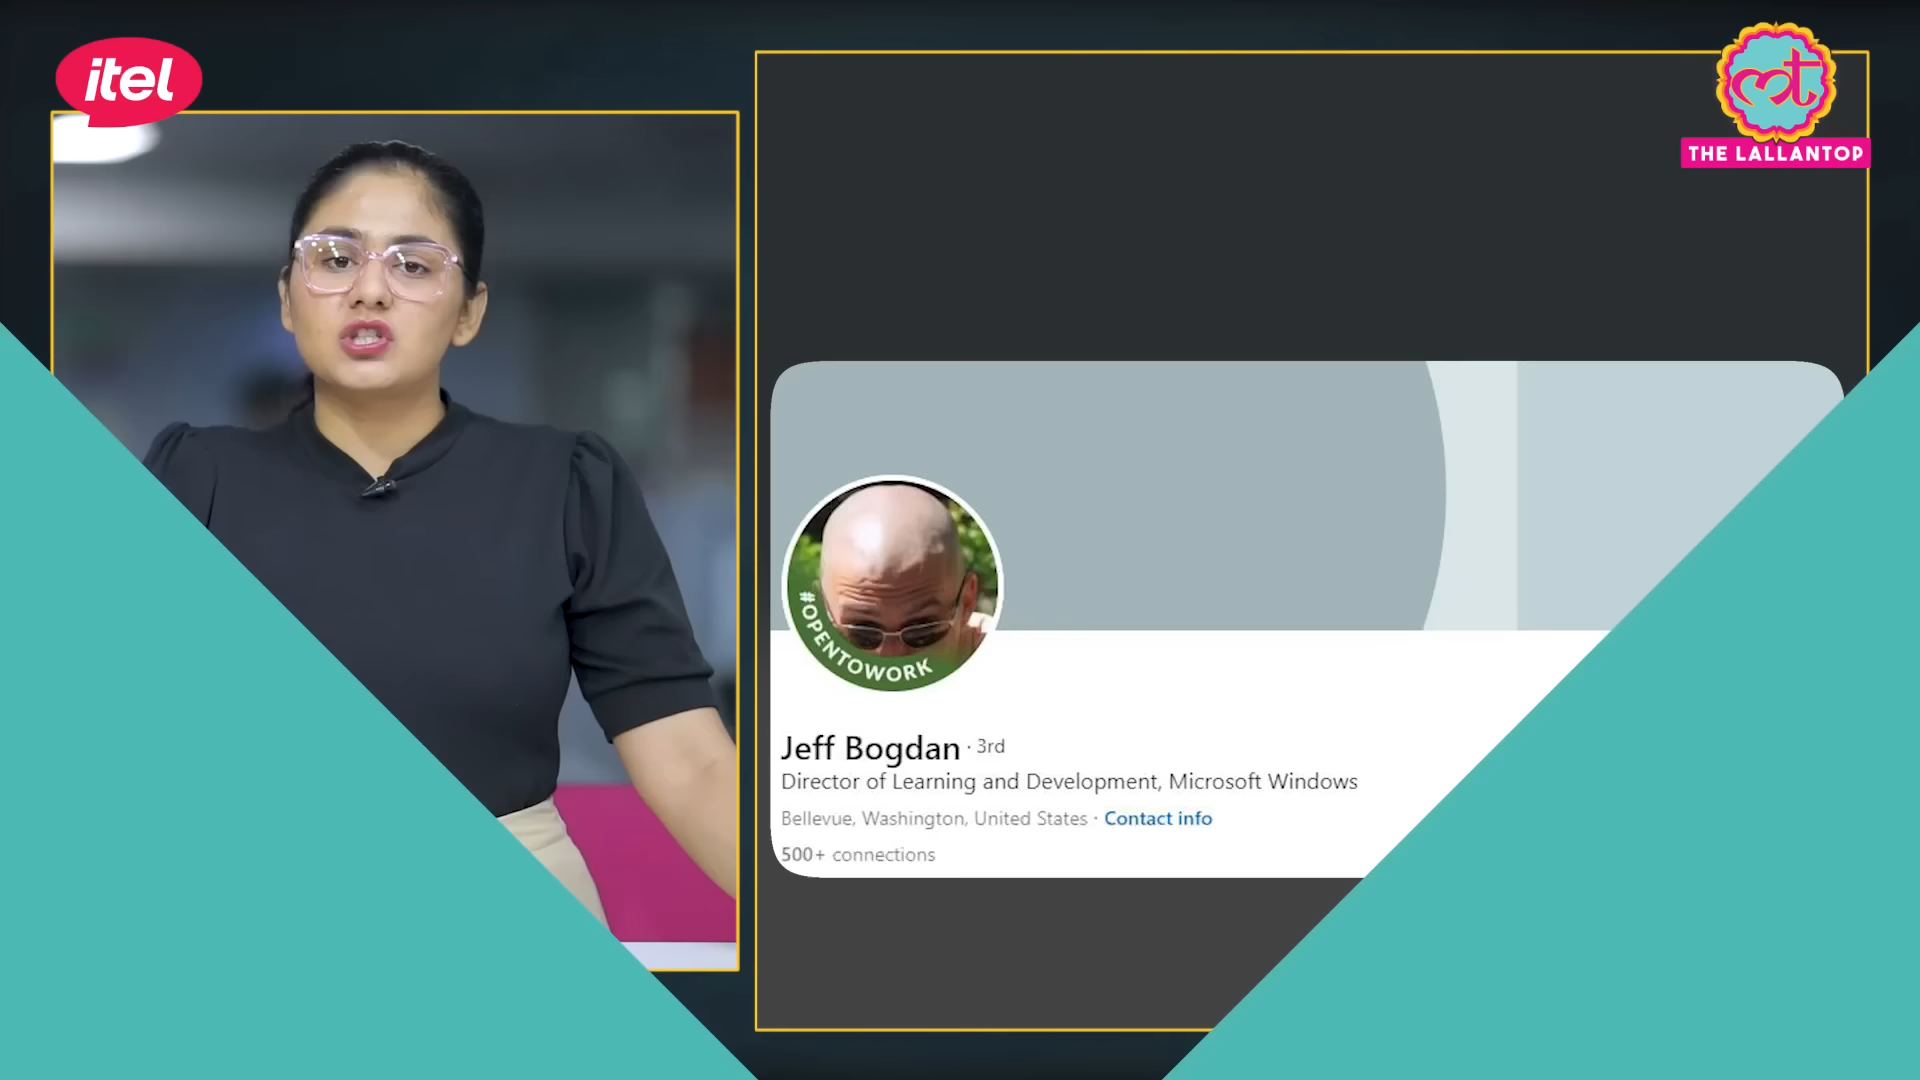 itel
THE LALLANTOP
#OPENTOWORK
Jeff Bogdan · 3rd
Director of Learning and Development, Microsoft Windows
Bellevue, Washington, United States · Contact info
500+ connections